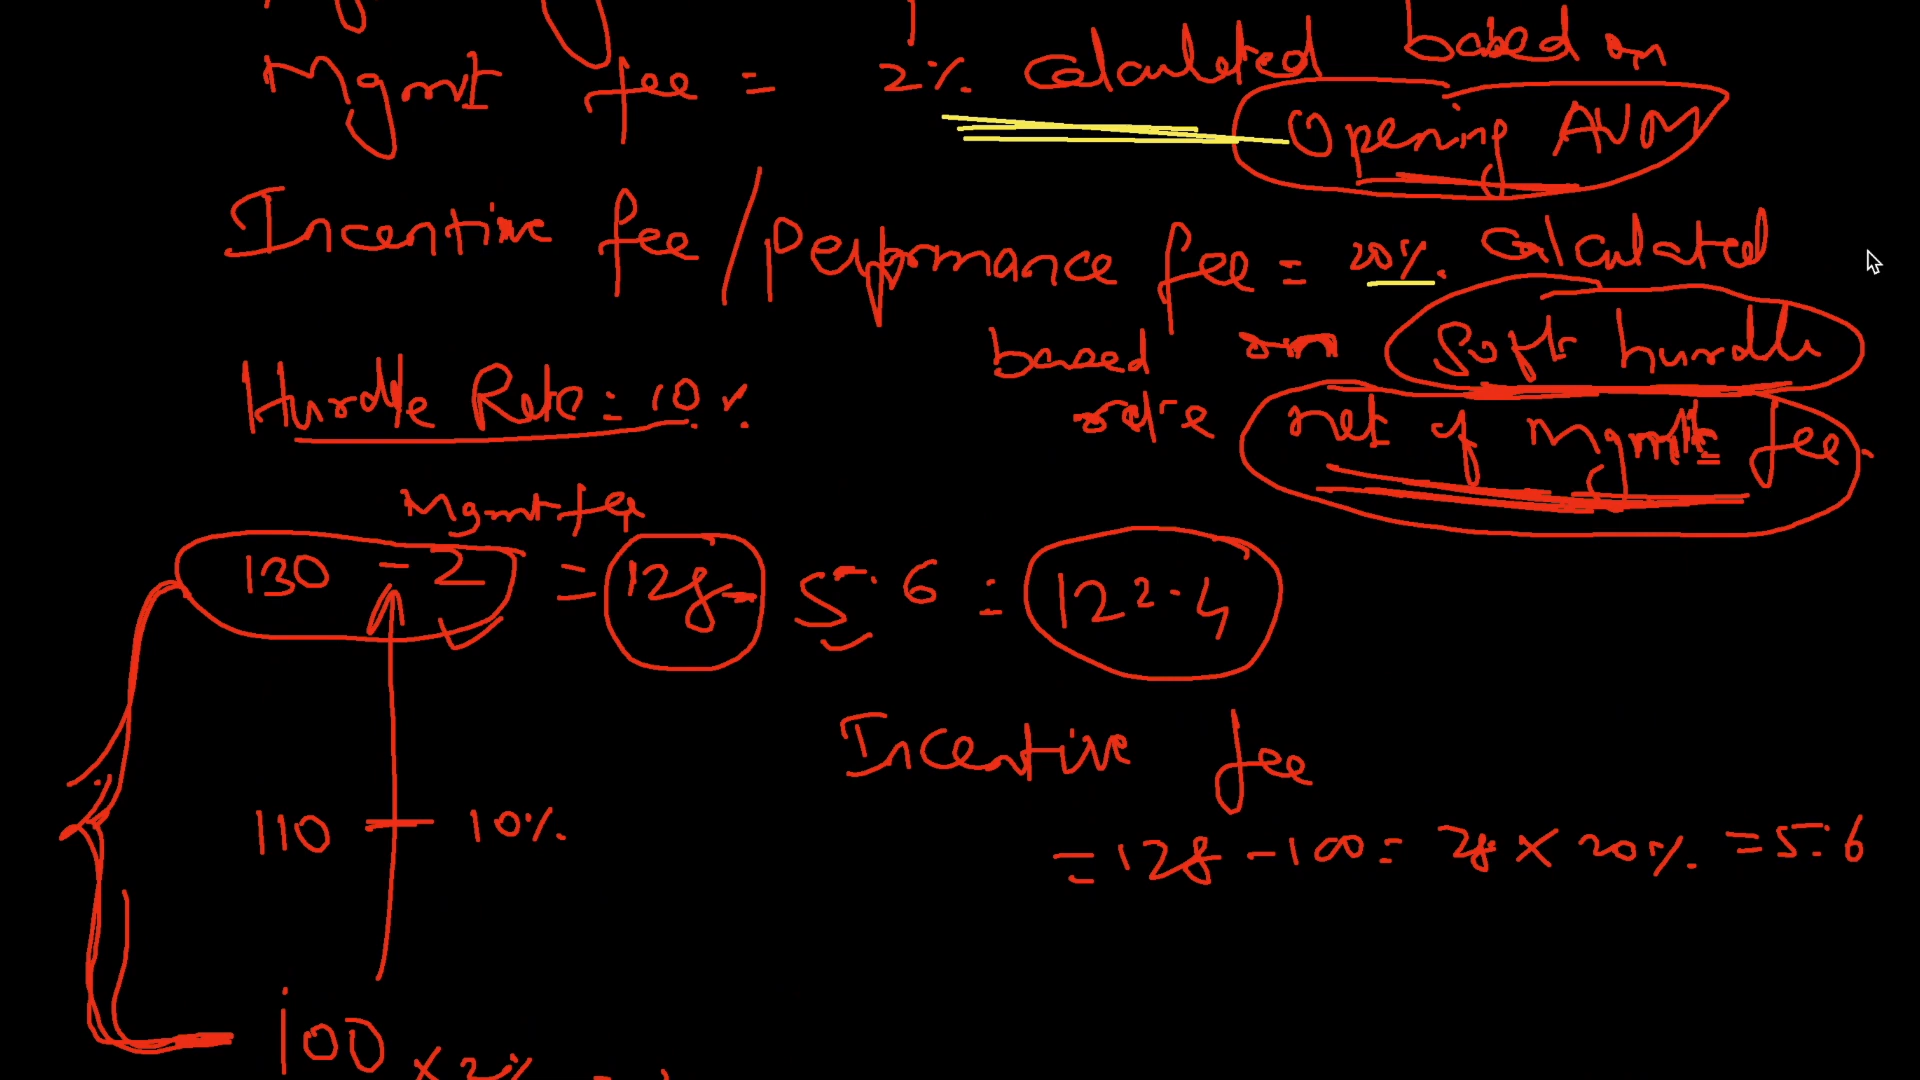 Mgmt fee = 2% calculated based on
Opening AUM
Incentive fee / Performance fee = 20% calculated
based on Soft hurdle
Hurdle Rate = 10% rate net of mgmt fee.
Mgmt fee
130 - 2 = 128 - 5.6 = 122.4
Incentive fee
110 10% = 128 - 100 = 28 x 20% = 5.6
100 x 2% =